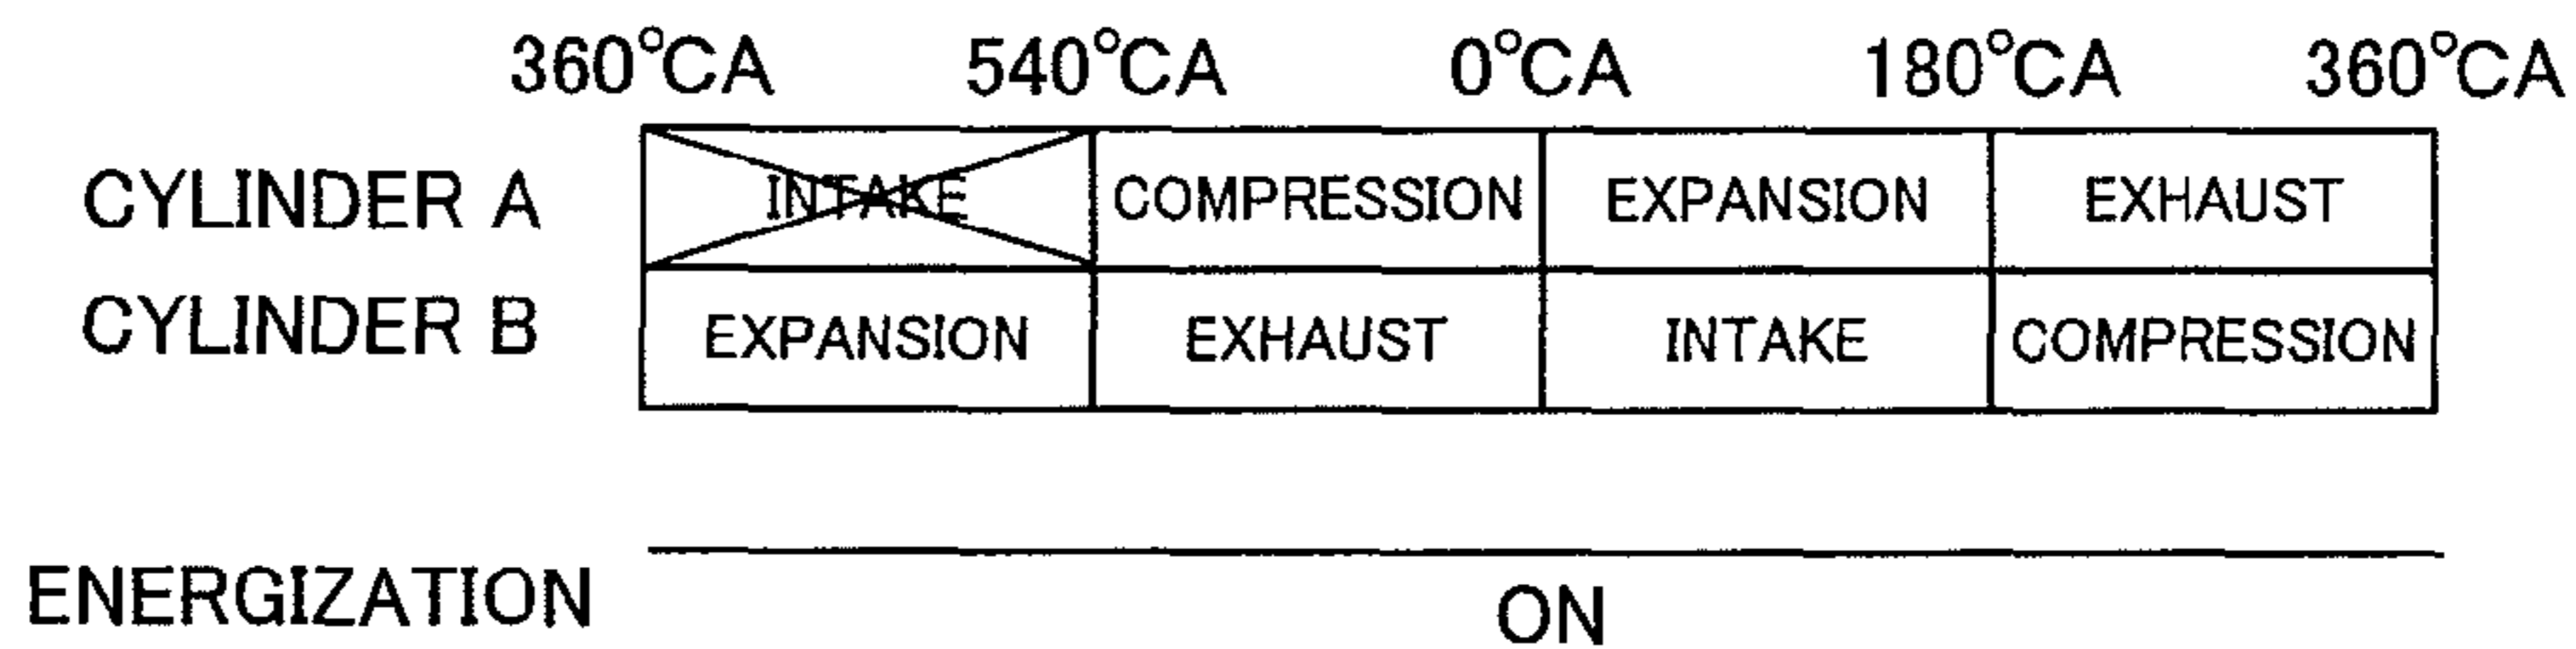 360°CA 540°CA 0°CA 180°CA 360°CA
CYLINDER A INTAKE COMPRESSION EXPANSION EXHAUST
CYLINDER B EXPANSION EXHAUST INTAKE COMPRESSION
ENERGIZATION ON